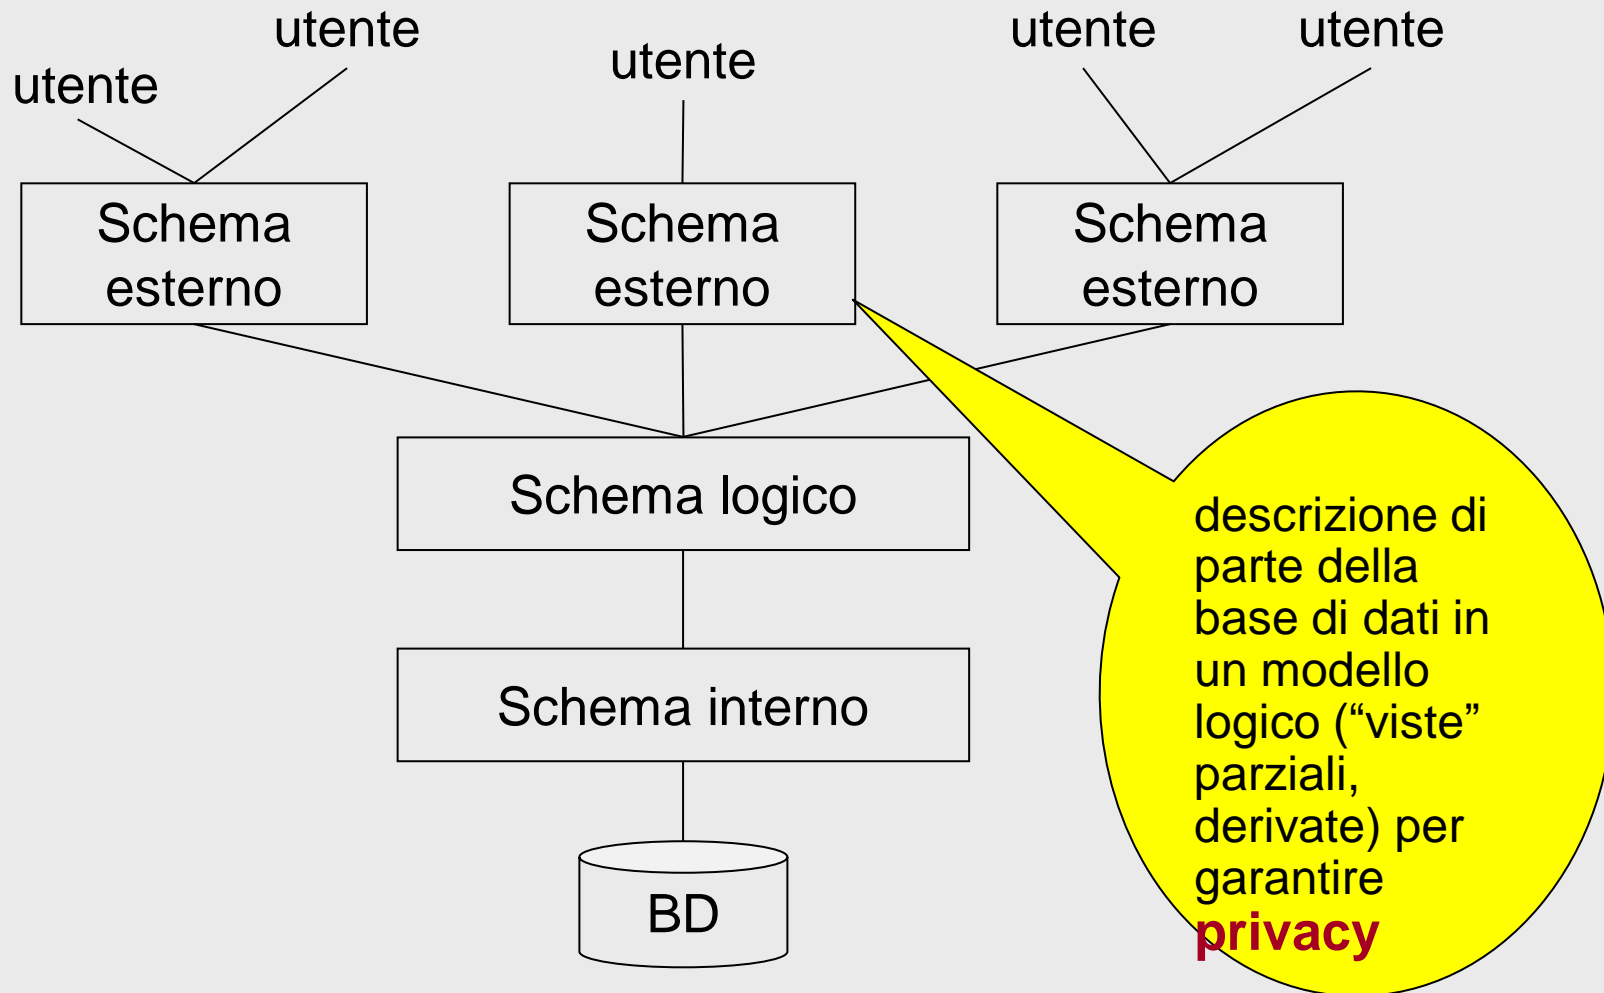 utente
utente
utente
utente
utente
Schema
esterno
Schema
esterno
Schema
esterno
Schema logico
Schema interno
BD
descrizione di
parte della
base di dati in
un modello
logico (“viste”
parziali,
derivate) per
garantire
privacy